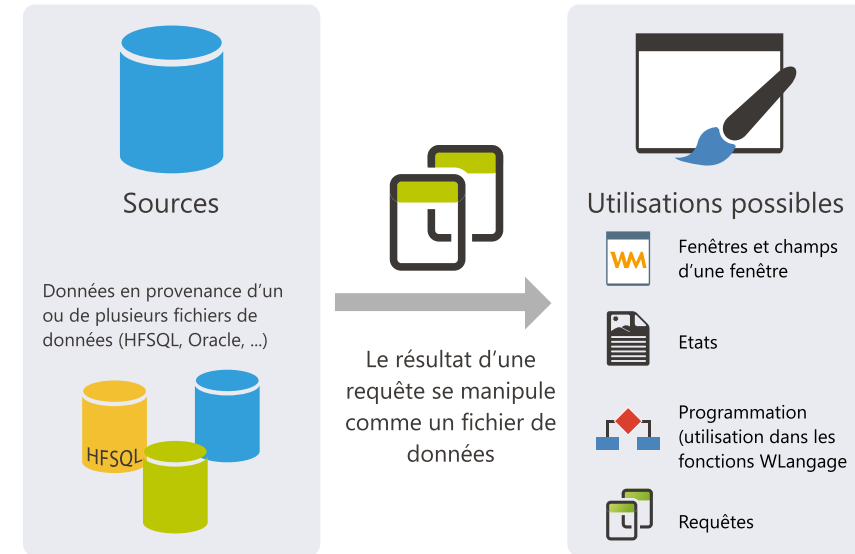 Sources
Données en provenance d'un
ou de plusieurs fichiers de
données (HFSQL, Oracle, ...)
HFSQL
Le résultat d'une
requête se manipule
comme un fichier de
données
Utilisations possibles
WM
Fenêtres et champs
d'une fenêtre
Etats
Programmation
(utilisation dans les
fonctions WLangage
Requêtes